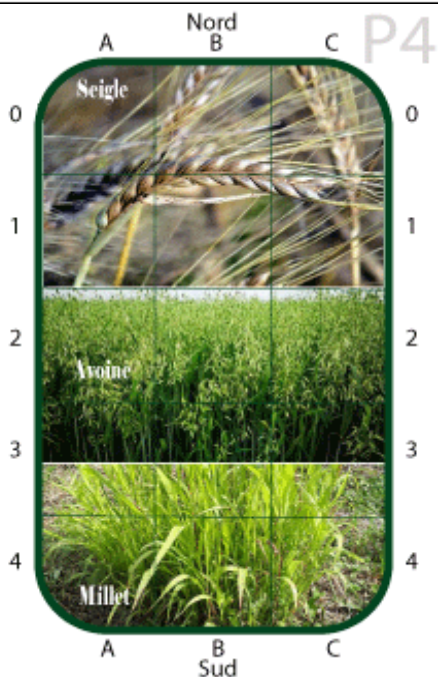 Nord
P4
A B C
Seigle
0 0
1 1
2 2
Avoine
3 3
4 4
Millet
A B C
Sud